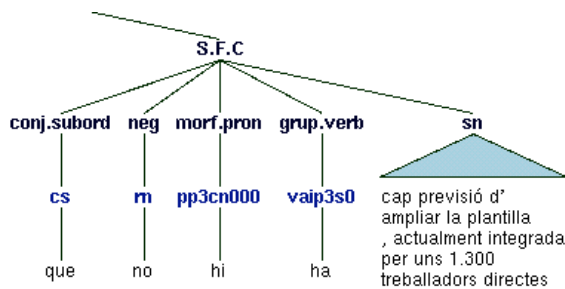 S.F.C
conj.subord neg morf.pron grup.verb sn
cs rn pp3cn000 vaip3s0
que no hi ha
cap previsió d'
ampliar la plantilla
, actualment integrada
per uns 1.300
treballadors directes